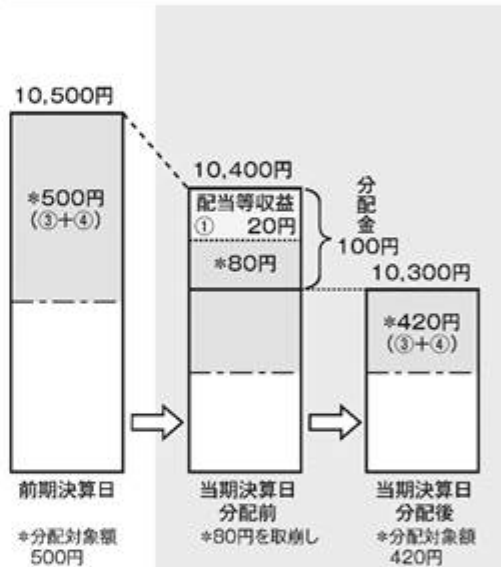 10,500円
*500円
(③+④)
前期決算日
*分配対象額
500円
10,400円
配当等収益
① 20円
*80円
分配金
100円
当期決算日
分配前
*80円を取崩し
10,300円
*420円
(③+④)
当期決算日
分配後
*分配対象額
420円